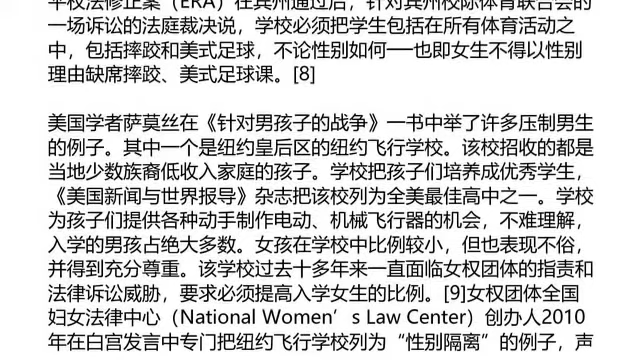 平权法修正案（ERA）在宾州通过后，针对宾州校际体育联合会的
一场诉讼的法庭裁决说，学校必须把学生包括在所有体育活动之
中，包括摔跤和美式足球，不论性别如何──也即女生不得以性别
理由缺席摔跤、美式足球课。[8]
美国学者萨莫丝在《针对男孩子的战争》一书中举了许多压制男生
的例子。其中一个是纽约皇后区的纽约飞行学校。该校招收的都是
当地少数族裔低收入家庭的孩子。学校把孩子们培养成优秀学生，
《美国新闻与世界报导》杂志把该校列为全美最佳高中之一。学校
为孩子们提供各种动手制作电动、机械飞行器的机会，不难理解，
入学的男孩占绝大多数。女孩在学校中比例较小，但也表现不俗，
并得到充分尊重。该学校过去十多年来一直面临女权团体的指责和
法律诉讼威胁，要求必须提高入学女生的比例。[9]女权团体全国
妇女法律中心（National Women’s Law Center）创办人2010
年在白宫发言中专门把纽约飞行学校列为“性别隔离”的例子，声